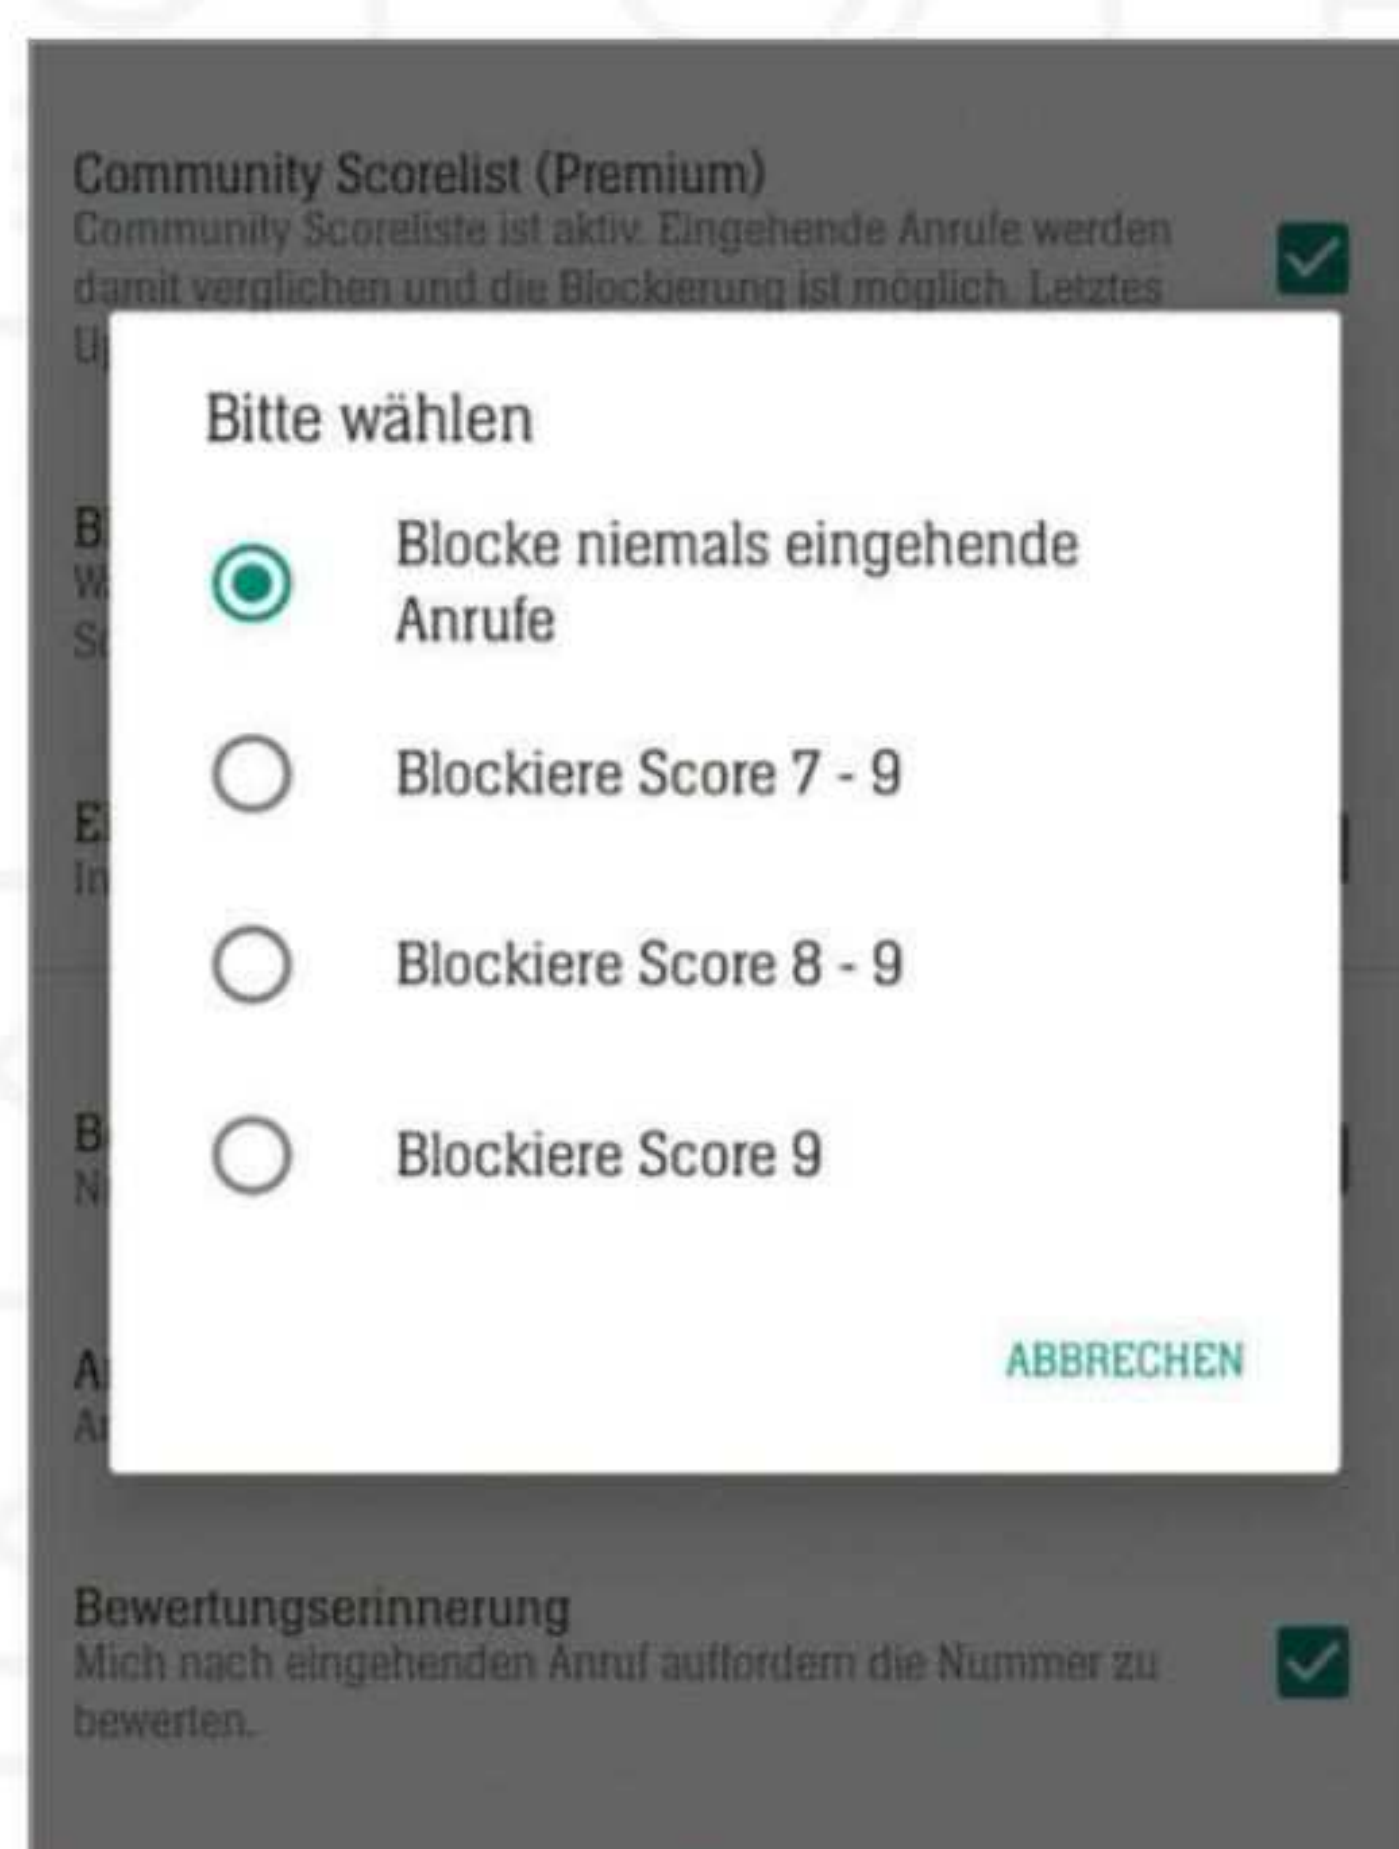 Community Scorelist (Premium)
Community Scoreliste ist aktiv. Eingehende Anrufe werden
damit verglichen und die Blockierung ist möglich. Letztes
Bitte wählen
Blocke niemals eingehende
Anrufe
Blockiere Score 7 - 9
Blockiere Score 8 - 9
Blockiere Score 9
ABBRECHEN
Bewertungserinnerung
Mich nach eingehenden Anruf auffordern die Nummer zu
bewerten.